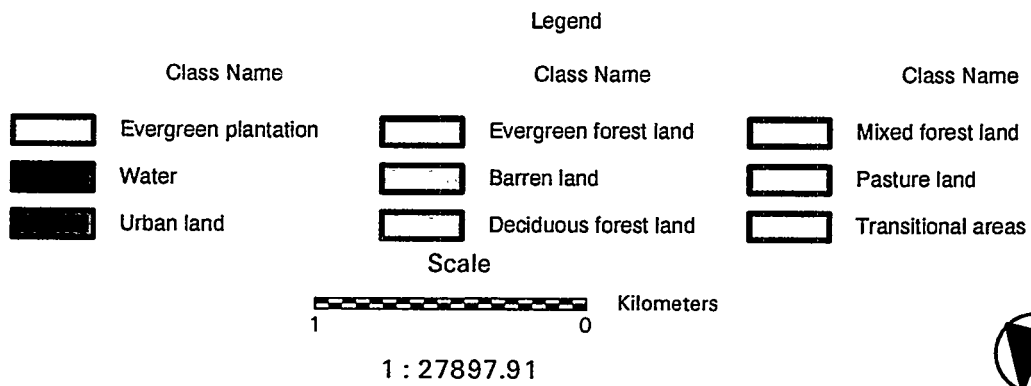 Legend
Class Name Class Name Class Name
Evergreen plantation Evergreen forest land Mixed forest land
Water Barren land Pasture land
Urban land Deciduous forest land Transitional areas
Scale
Kilometers
1 0
1 : 27897.91